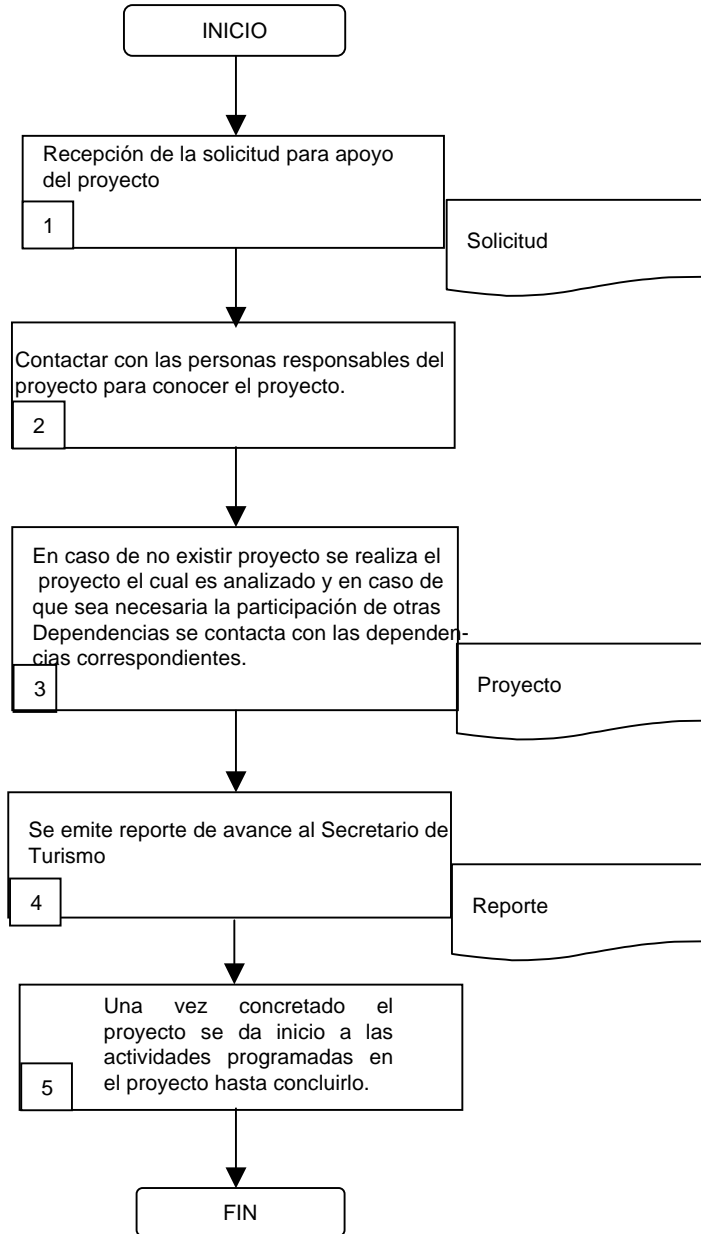 INICIO
Recepción de la solicitud para apoyo
del proyecto
1
Solicitud
Contactar con las personas responsables del
proyecto para conocer el proyecto.
2
En caso de no existir proyecto se realiza el
proyecto el cual es analizado y en caso de
que sea necesaria la participación de otras
Dependencias se contacta con las dependen-
cias correspondientes.
3
Proyecto
Se emite reporte de avance al Secretario de
Turismo
4
Reporte
Una vez concretado el
proyecto se da inicio a las
actividades programadas en
el proyecto hasta concluirlo.
5
FIN